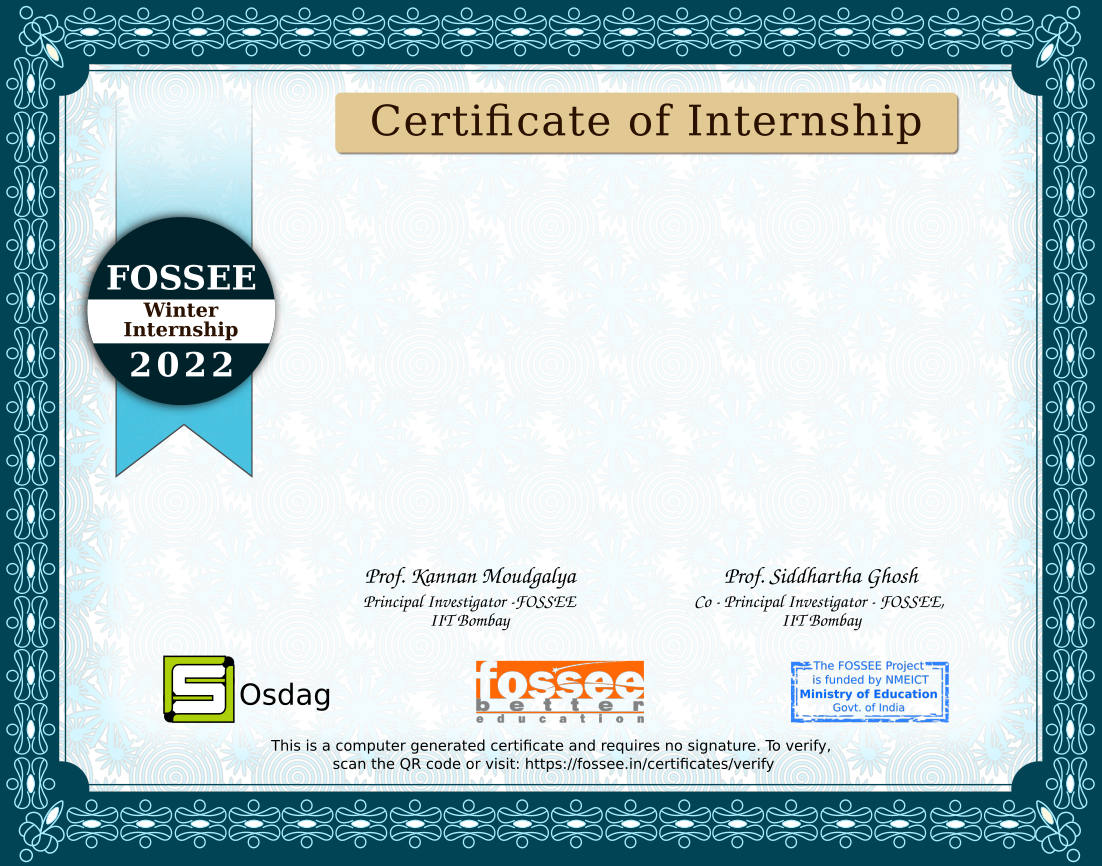 Certificate of Internship
FOSSEE
Winter
Internship
2022
Prof. Kannan Moudgalya
Principal Investigator -FOSSEE
IIT Bombay
Prof. Siddhartha Ghosh
Co - Principal Investigator - FOSSEE,
IIT Bombay
Osdag
fossee
better
education
The FOSSEE Project
is funded by NMEICT
Ministry of Education
Govt. of India
This is a computer generated certificate and requires no signature. To verify,
scan the QR code or visit: https://fossee.in/certificates/verify